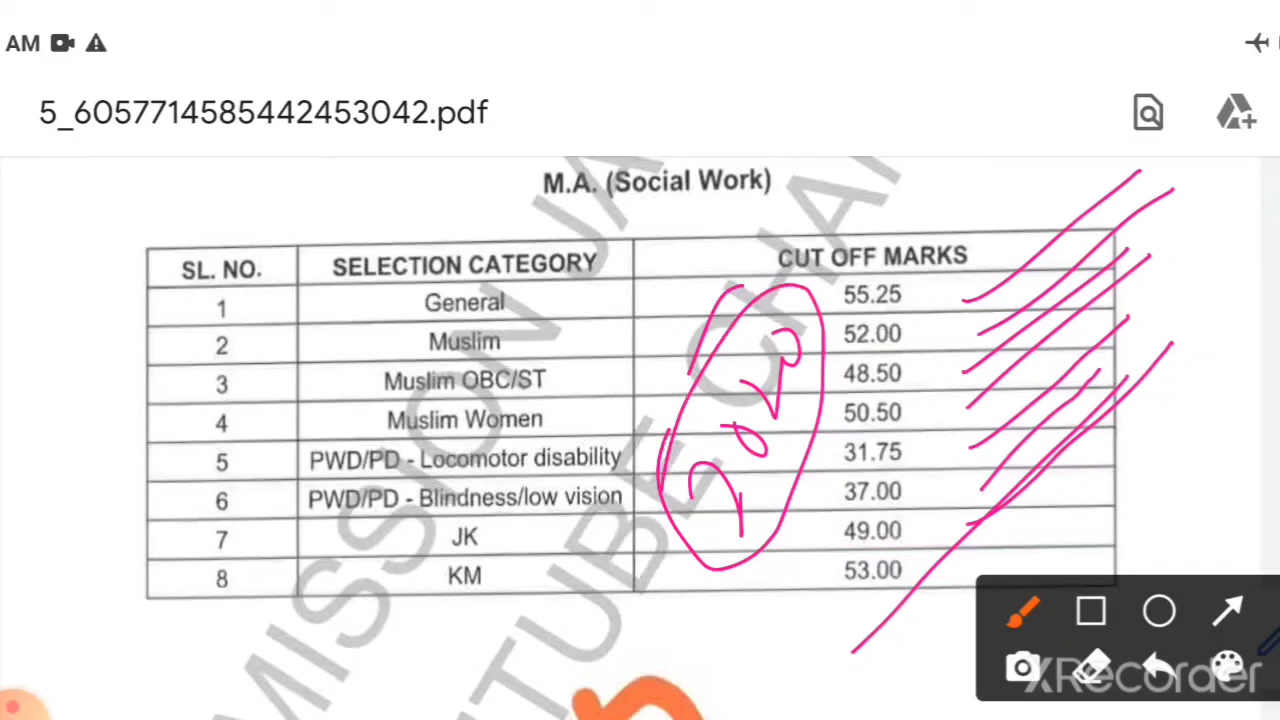 AM
5_6057714585442453042.pdf
M.A. (Social Work)
SL. NO. SELECTION CATEGORY CUT OFF MARKS
1 General 55.25
2 Muslim 52.00
3 Muslim OBC/ST 48.50
4 Muslim Women 50.50
5 PWD/PD - Locomotor disability 31.75
6 PWD/PD - Blindness/low vision 37.00
7 JK 49.00
8 KM 53.00
2020
XRecorder